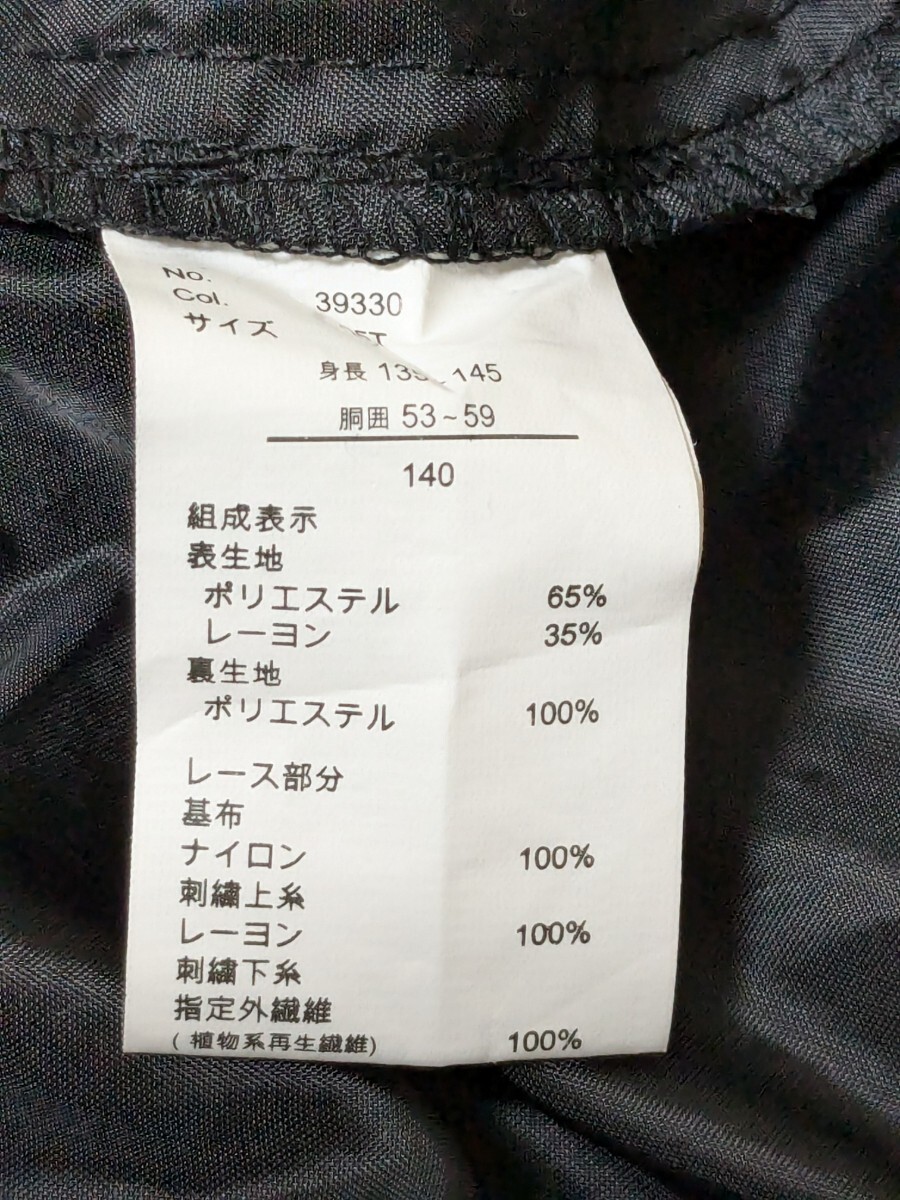 No. 39330
Col.
サイズ
身長 135~145
胴囲 53~59
140
組成表示
表生地
ポリエステル 65%
レーヨン 35%
裏生地
ポリエステル 100%
レース部分
基布
ナイロン 100%
刺繍上糸
レーヨン 100%
刺繍下糸
指定外繊維
(植物系再生繊維) 100%